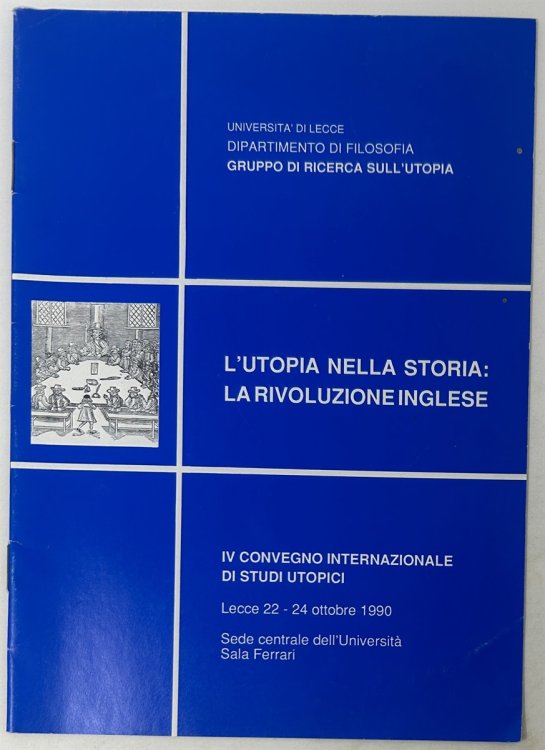 UNIVERSITA' DI LECCE
DIPARTIMENTO DI FILOSOFIA
GRUPPO DI RICERCA SULL'UTOPIA
L'UTOPIA NELLA STORIA:
LA RIVOLUZIONE INGLESE
IV CONVEGNO INTERNAZIONALE
DI STUDI UTOPICI
Lecce 22 - 24 ottobre 1990
Sede centrale dell'Università
Sala Ferrari